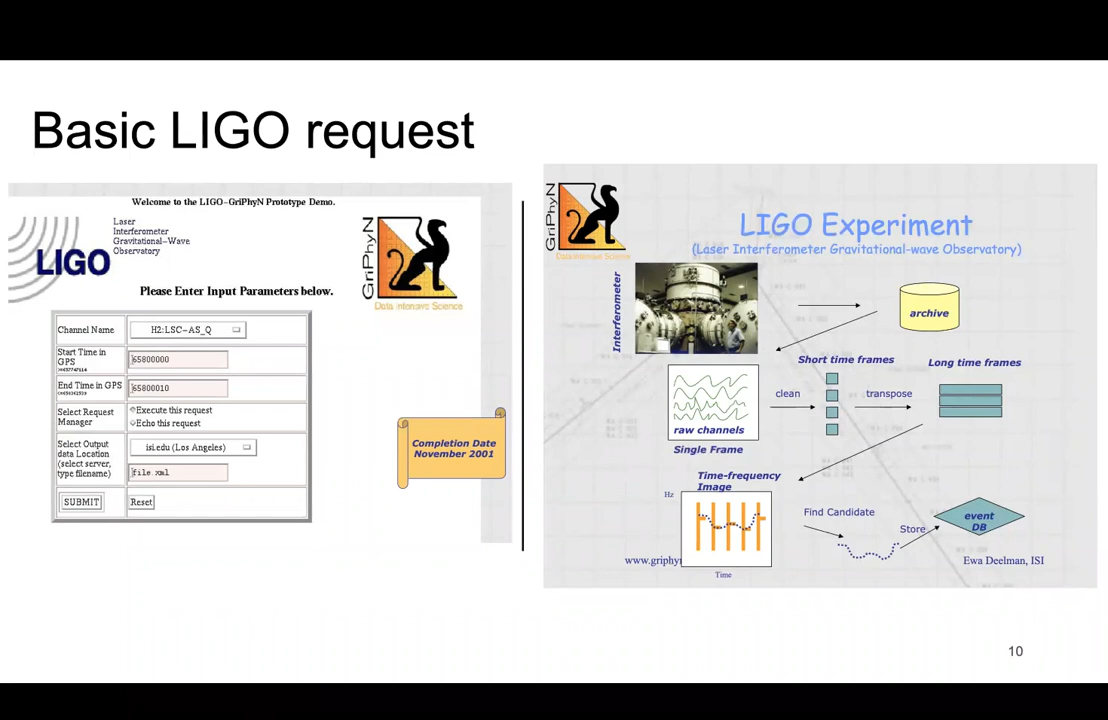 Basic LIGO request
Welcome to the LIGO-GriPhyN Prototype Demo.
Laser
Interferometer
Gravitational-Wave
Observatory
LIGO
GriPhyN
Data Intensive Science
Please Enter Input Parameters below.
Channel Name
H2:LSC-AS_Q
Start Time in
GPS
65800000
End Time in GPS
65800010
Select Request
Manager
Execute this request
Echo this request
Select Output
data Location
(select server,
type filename)
isi.edu (Los Angeles)
file.xml
SUBMIT
Reset
Completion Date
November 2001
GriPhyN
Data Intensive Science
LIGO Experiment
(Laser Interferometer Gravitational-wave Observatory)
Interferometer
archive
Short time frames
Long time frames
raw channels
clean
transpose
Single Frame
Time-frequency
Image
Hz
Time
Find Candidate
Store
event
DB
www.griphy
Ewa Deelman, ISI
10